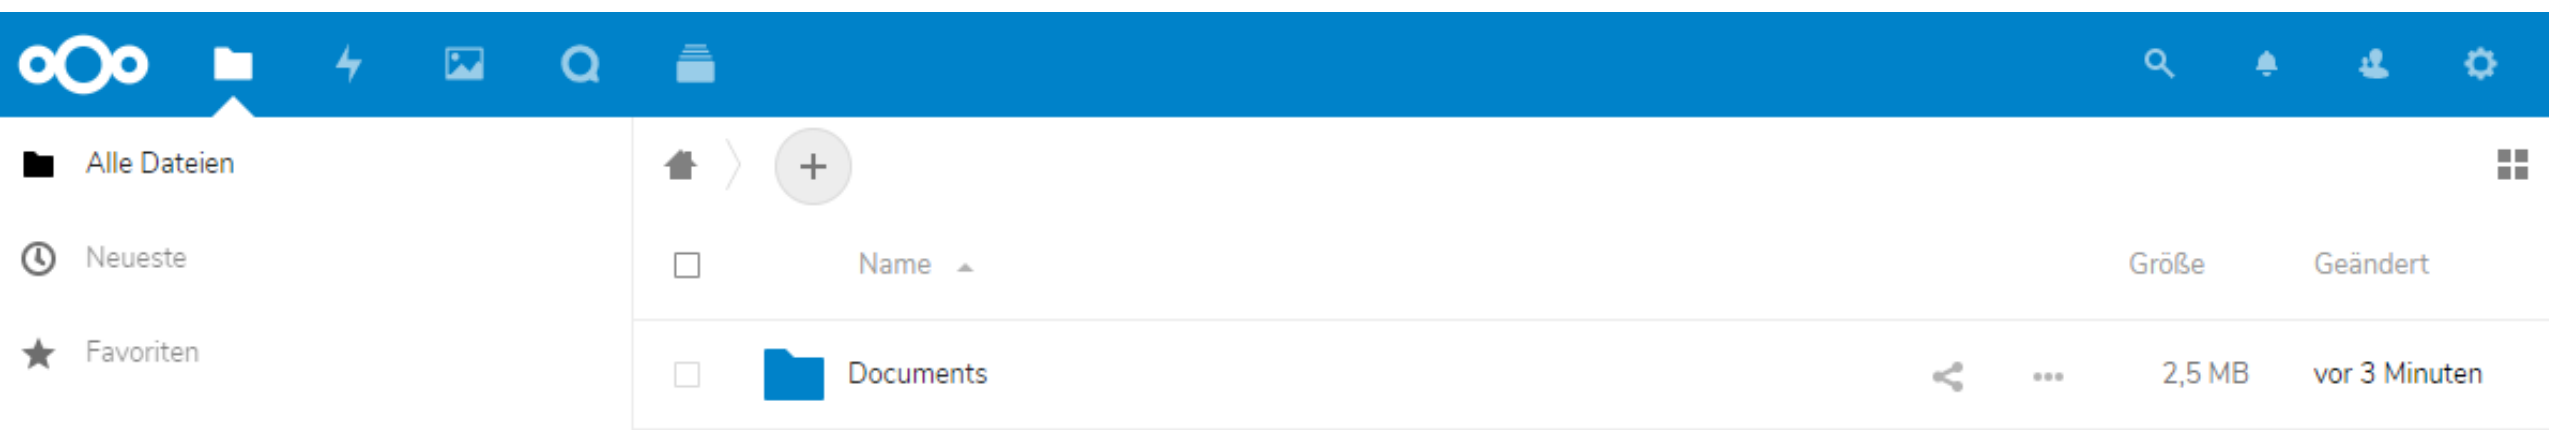 Alle Dateien
Neueste
Favoriten
Name Größe Geändert
Documents 2,5 MB vor 3 Minuten